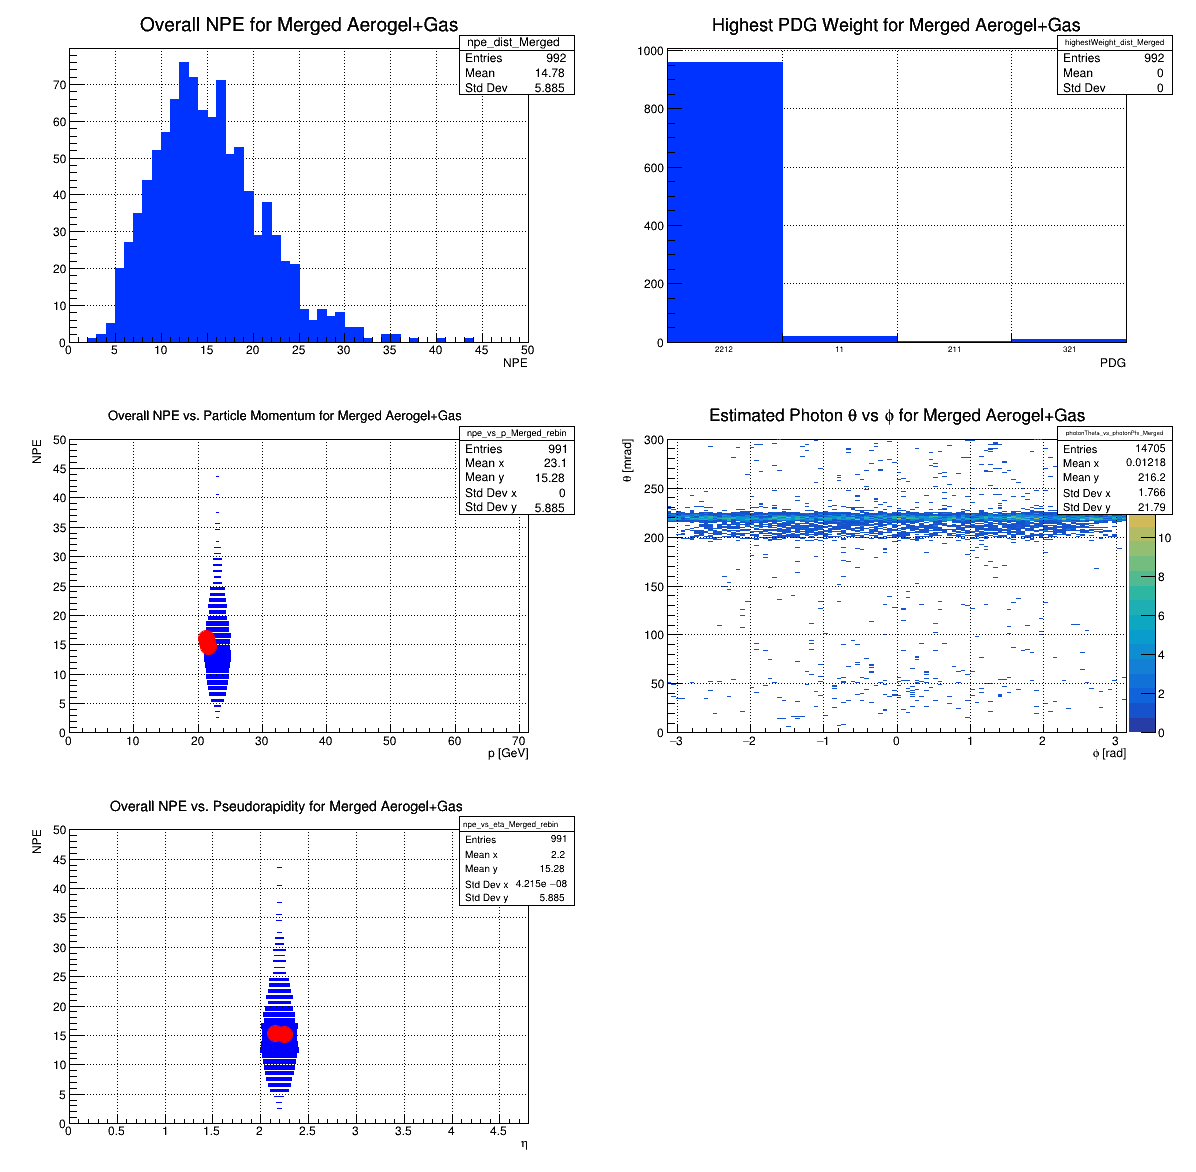 Overall NPE for Merged Aerogel+Gas
npe_dist_Merged
Entries 992
Mean 14.78
Std Dev 5.885
70
60
50
40
30
20
10
0
0 5 10 15 20 25 30 35 40 45 50
NPE
Highest PDG Weight for Merged Aerogel+Gas
highestWeight_dist_Merged
Entries 992
Mean 0
Std Dev 0
1000
800
600
400
200
0
2212 11 211 321
PDG
Overall NPE vs. Particle Momentum for Merged Aerogel+Gas
npe_vs_p_Merged_rebin
Entries 991
Mean x 23.1
Mean y 15.28
Std Dev x 0
Std Dev y 5.885
NPE
50
45
40
35
30
25
20
15
10
5
0
0 10 20 30 40 50 60 70
p [GeV]
Estimated Photon θ vs ϕ for Merged Aerogel+Gas
photonTheta_vs_photonPhi_Merged
Entries 14705
Mean x 0.01218
Mean y 216.2
Std Dev x 1.766
Std Dev y 21.79
θ [mrad]
300
250
200
150
100
50
0
−3 −2 −1 0 1 2 3
ϕ [rad]
10
8
6
4
2
0
Overall NPE vs. Pseudorapidity for Merged Aerogel+Gas
npe_vs_eta_Merged_rebin
Entries 991
Mean x 2.2
Mean y 15.28
Std Dev x 4.215e −08
Std Dev y 5.885
NPE
50
45
40
35
30
25
20
15
10
5
0
0 0.5 1 1.5 2 2.5 3 3.5 4 4.5
η